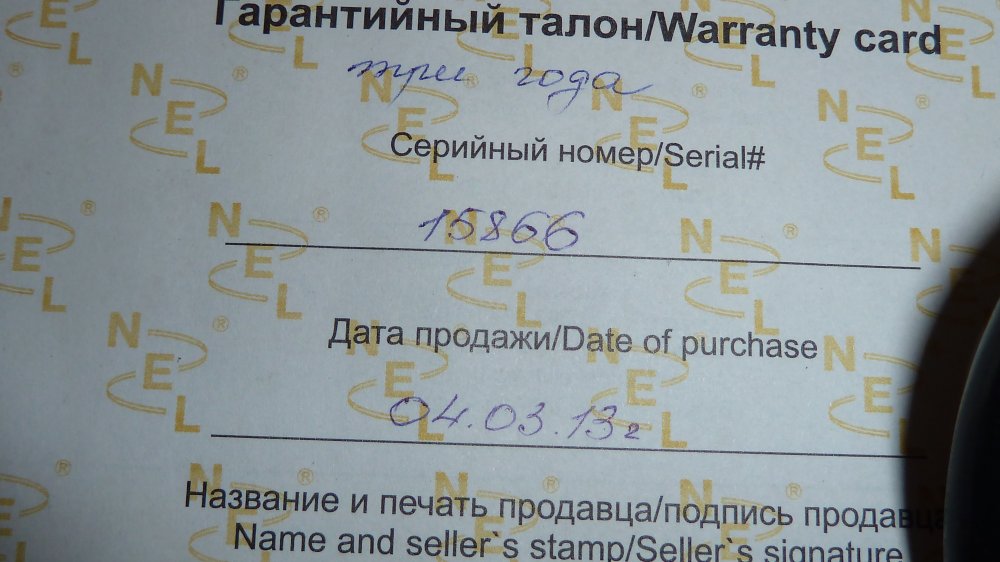 Гарантийный талон/Warranty card
три года
Серийный номер/Serial#
15866
Дата продажи/Date of purchase
04.03.13г
Название и печать продавца/подпись продавца
Name and seller`s stamp/Seller`s signature
NEL®